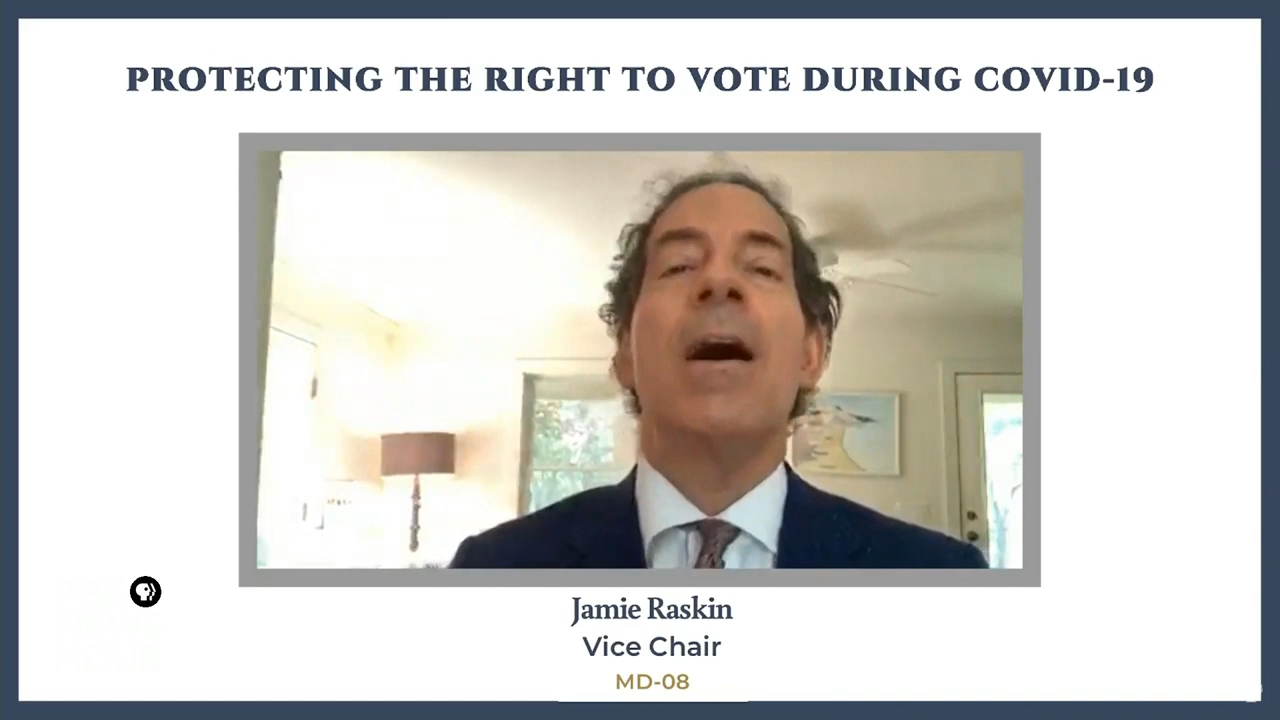 PROTECTING THE RIGHT TO VOTE DURING COVID-19
Jamie Raskin
Vice Chair
MD-08